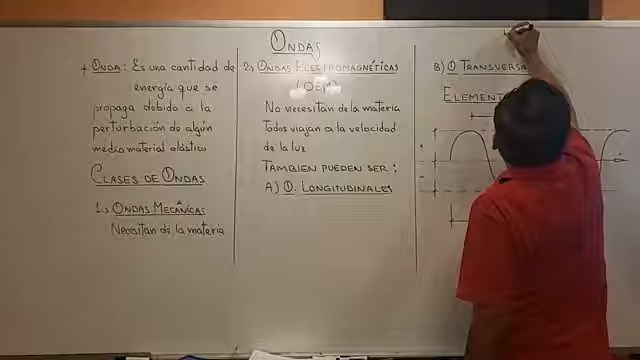 ONDAS
+ ONDA: Es una cantidad de
energía que se
propaga debido a la
perturbación de algún
medio material elástico
CLASES DE ONDAS
1.) ONDAS MECÁNICAS
Necesitan de la materia
2.) ONDAS ELECTROMAGNÉTICAS
(OEM)
No necesitan de la materia
Todos viajan a la velocidad
de la luz
TAMBIEN PUEDEN SER:
A) O. LONGITUDINALES
B) O TRANSVERSA
ELEMENT